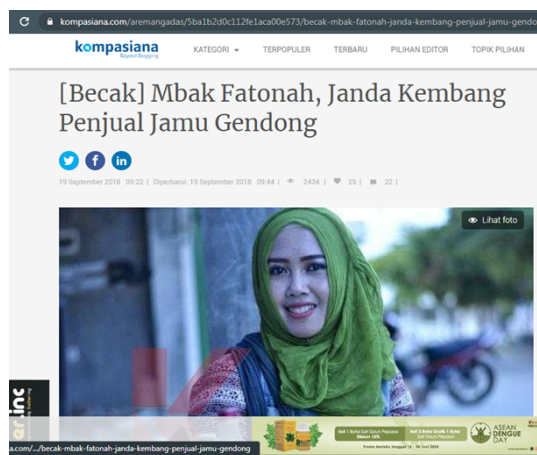 kompasiana.com/aremangadas/5ba1b2d0c112fe1aca00e573/becak-mbak-fatonah-janda-kembang-penjual-jamu-gendo
kompasiana
Beyond Blogging
KATEGORI TERPOPULER TERBARU PILIHAN EDITOR TOPIK PILIHAN
[Becak] Mbak Fatonah, Janda Kembang
Penjual Jamu Gendong
19 September 2018 09:22 | Diperbarui: 19 September 2018 09:44 | 2434 | 25 | 22 |
Lihat foto
er.inc
ASEAN
DENGUE
DAY
a.com/.../becak-mbak-fatonah-janda-kembang-penjual-jamu-gendong